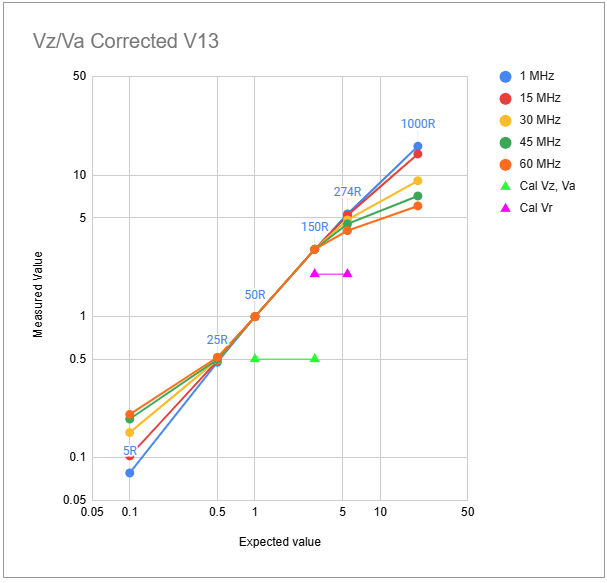 Vz/Va Corrected V13
50
10
5
1
0.5
0.1
0.05
Measured Value
1000R
274R
150R
50R
25R
5R
0.05
0.1
0.5
1
5
10
50
Expected value
1 MHz
15 MHz
30 MHz
45 MHz
60 MHz
Cal Vz, Va
Cal Vr